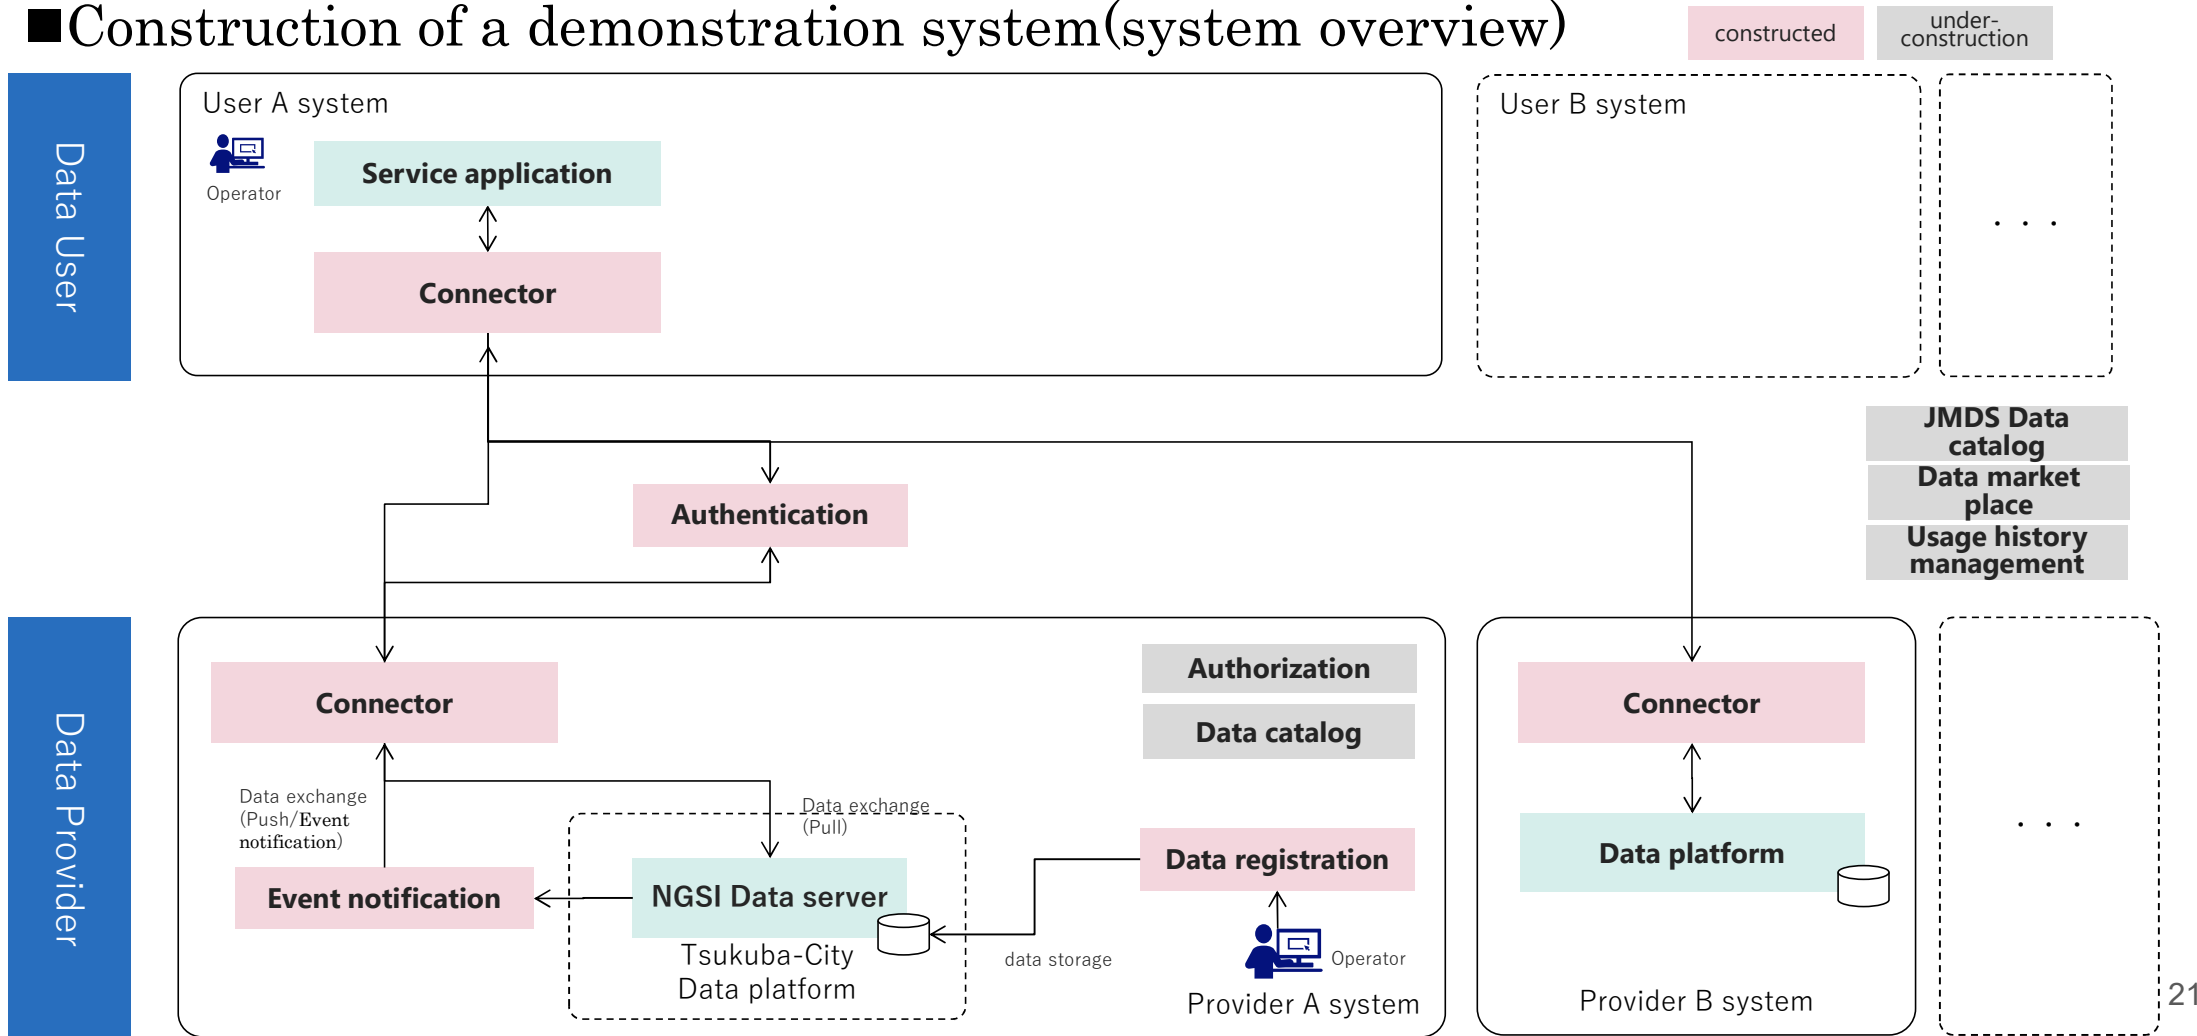 ■Construction of a demonstration system(system overview)
constructed
under-
construction
Data User
User A system
Operator
Service application
Connector
User B system
・・・
Authentication
JMDS Data
catalog
Data market
place
Usage history
management
Data Provider
Connector
Data exchange
(Push/Event
notification)
Data exchange
(Pull)
Event notification
NGSI Data server
Tsukuba-City
Data platform
Authorization
Data catalog
Data registration
data storage
Operator
Provider A system
Connector
Data platform
Provider B system
・・・
21